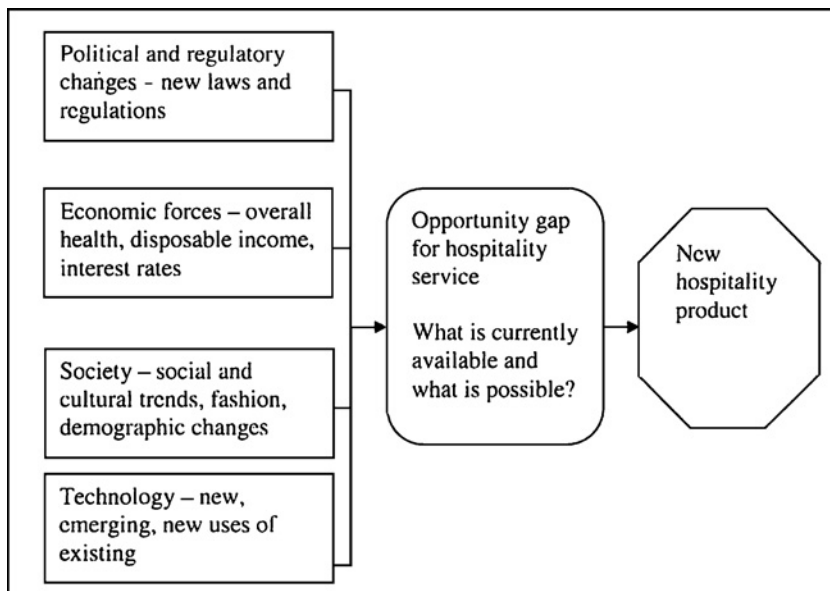 Political and regulatory
changes - new laws and
regulations
Economic forces – overall
health, disposable income,
interest rates
Society – social and
cultural trends, fashion,
demographic changes
Technology – new,
emerging, new uses of
existing
Opportunity gap
for hospitality
service
What is currently
available and
what is possible?
New
hospitality
product